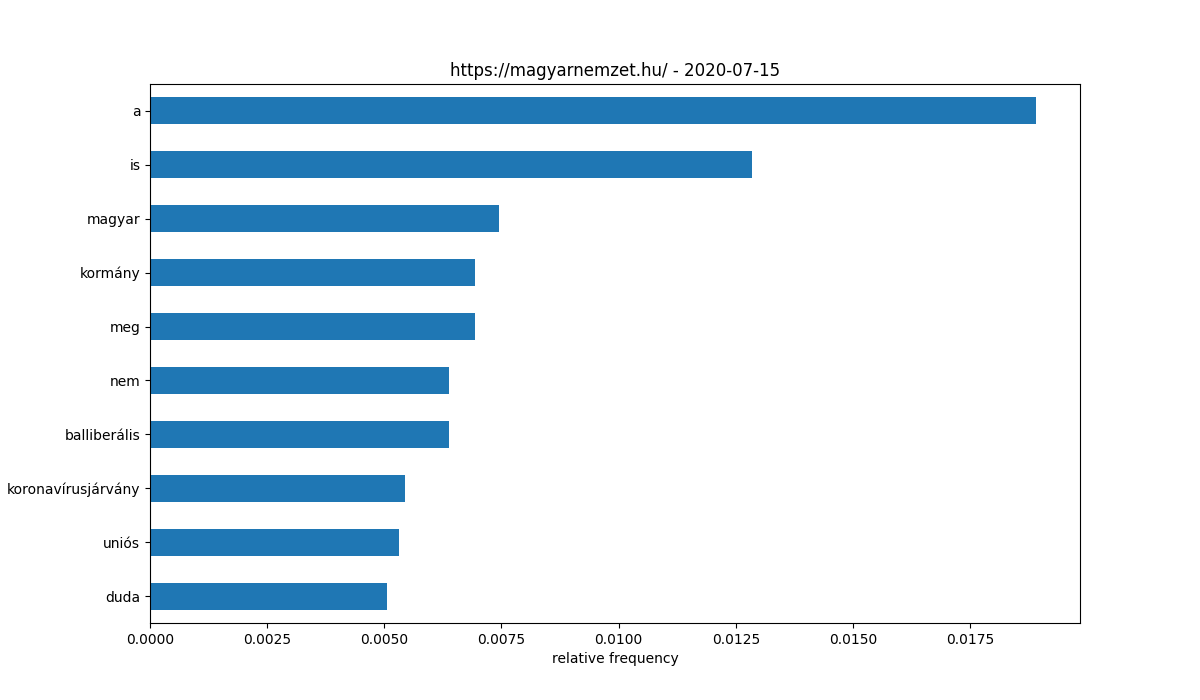 https://magyarnemzet.hu/ - 2020-07-15
a
is
magyar
kormány
meg
nem
balliberális
koronavírusjárvány
uniós
duda
0.0000 0.0025 0.0050 0.0075 0.0100 0.0125 0.0150 0.0175
relative frequency